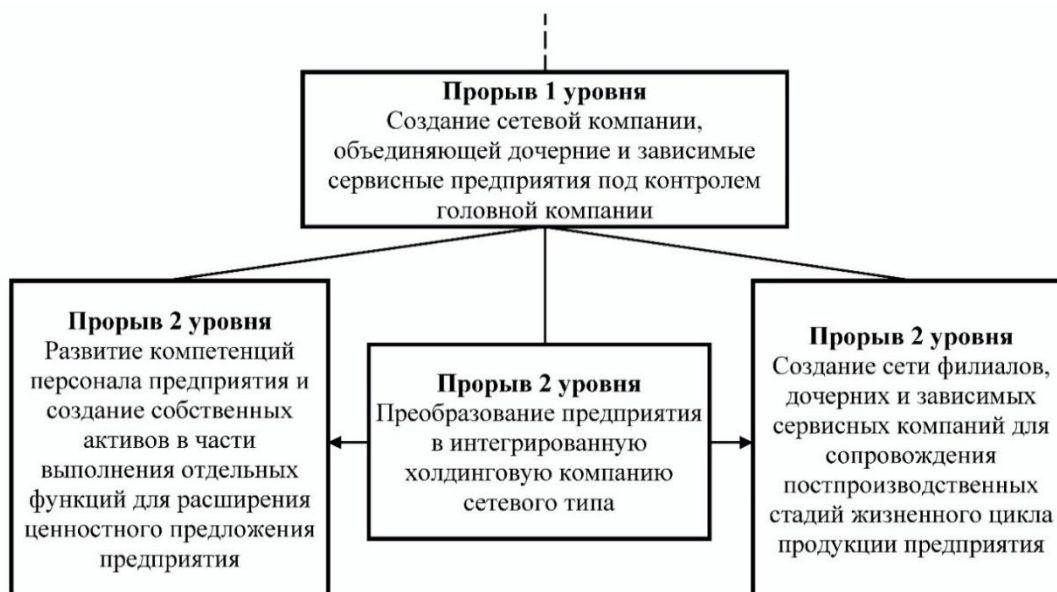 Прорыв 1 уровня
Создание сетевой компании,
объединяющей дочерние и зависимые
сервисные предприятия под контролем
головной компании
Прорыв 2 уровня
Развитие компетенций
персонала предприятия и
создание собственных
активов в части
выполнения отдельных
функций для расширения
ценностного предложения
предприятия
Прорыв 2 уровня
Преобразование предприятия
в интегрированную
холдинговую компанию
сетевого типа
Прорыв 2 уровня
Создание сети филиалов,
дочерних и зависимых
сервисных компаний для
сопровождения
постпроизводственных
стадий жизненного цикла
продукции предприятия